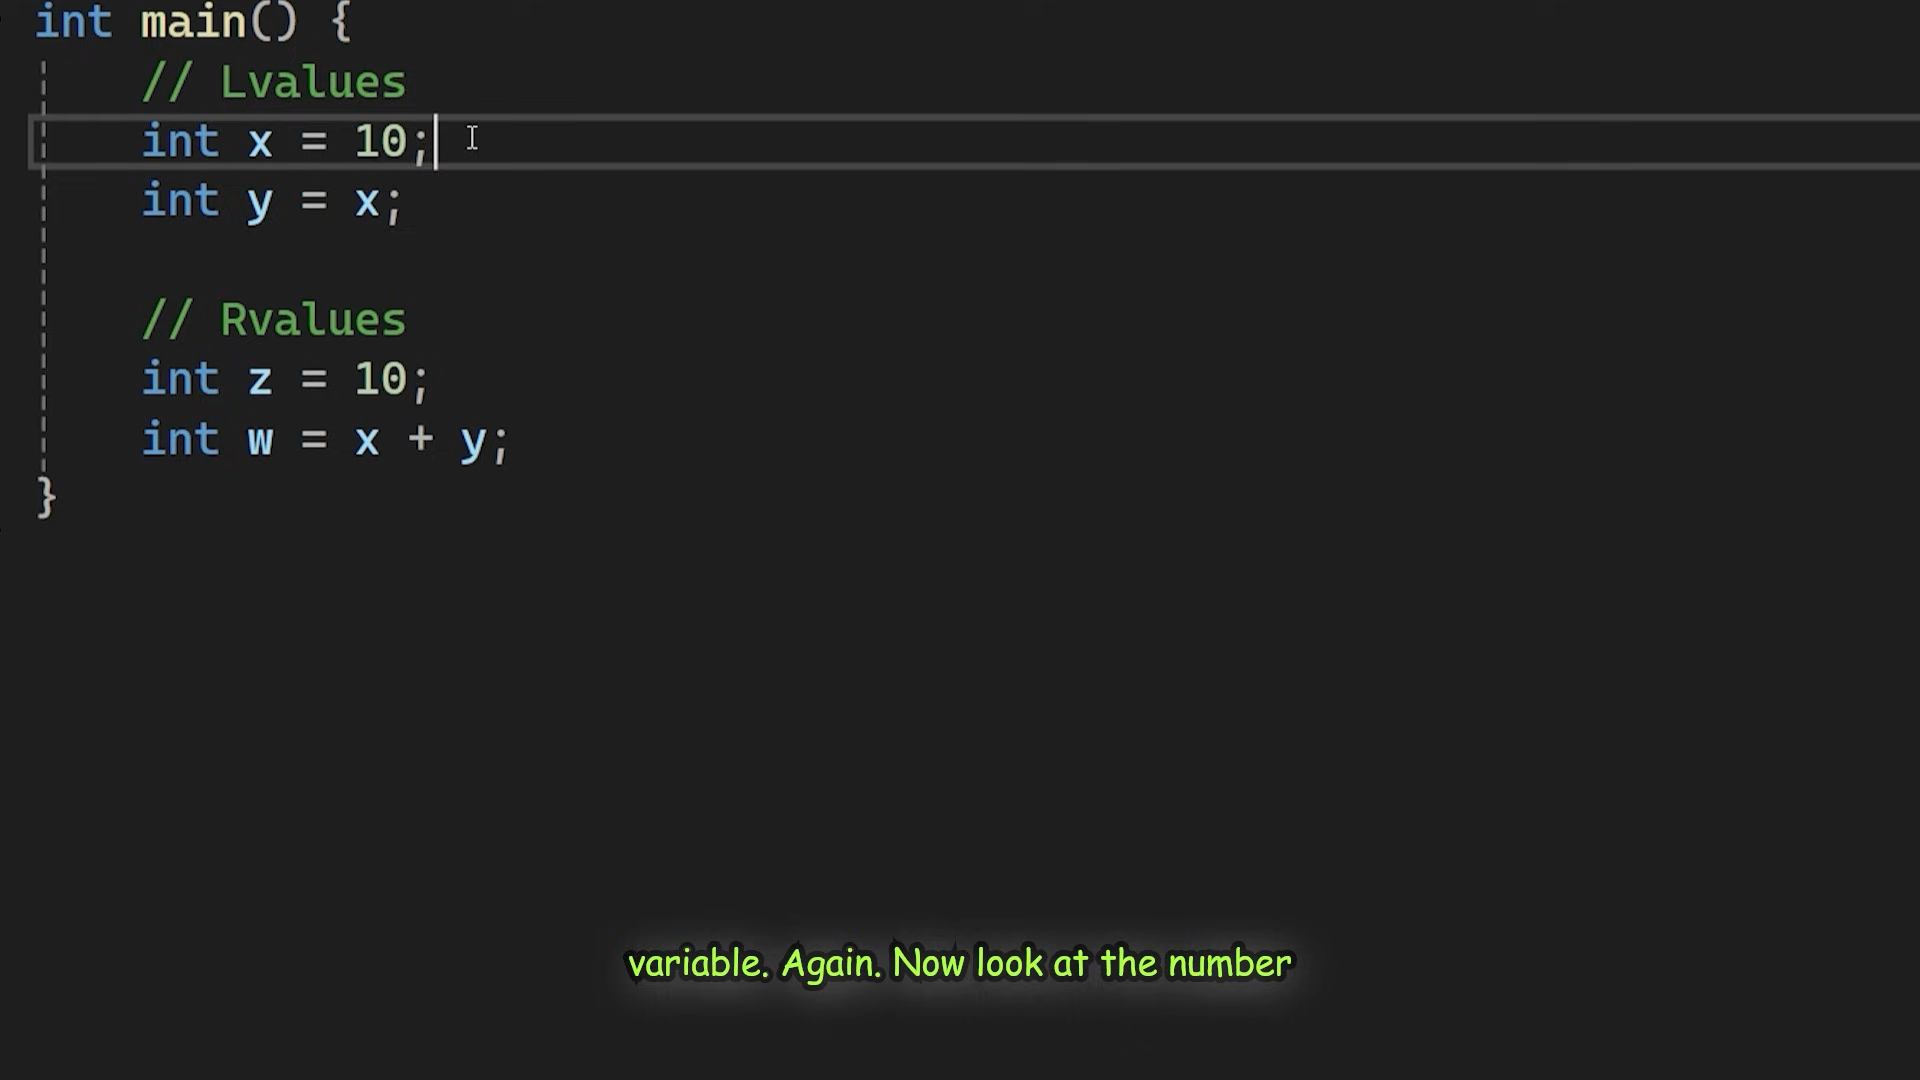 int main() {
// Lvalues
int x = 10;
int y = x;
// Rvalues
int z = 10;
int w = x + y;
}
variable. Again. Now look at the number